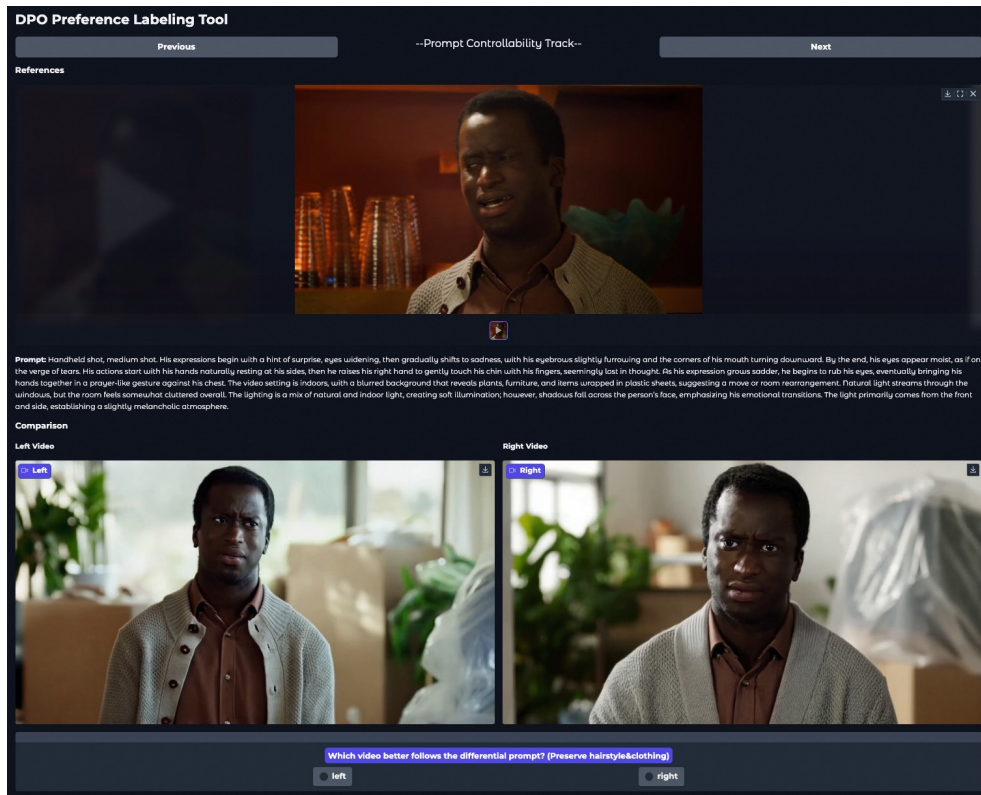 DPO Preference Labeling Tool
Previous
--Prompt Controllability Track--
Next
References
Prompt: Handheld shot, medium shot. His expressions begin with a hint of surprise, eyes widening, then gradually shifts to sadness, with his eyebrows slightly furrowing and the corners of his mouth turning downward. By the end, his eyes appear moist, as if on
the verge of tears. His actions start with his hands naturally resting at his sides, then he raises his right hand to gently touch his chin with his fingers, seemingly lost in thought. As his expression grows sadder, he begins to rub his eyes, eventually bringing his
hands together in a prayer-like gesture against his chest. The video setting is indoors, with a blurred background that reveals plants, furniture, and items wrapped in plastic sheets, suggesting a move or room rearrangement. Natural light streams through the
windows, but the room feels somewhat cluttered overall. The lighting is a mix of natural and indoor light, creating soft illumination; however, shadows fall across the person's face, emphasizing his emotional transitions. The light primarily comes from the front
and side, establishing a slightly melancholic atmosphere.
Comparison
Left Video
Right Video
Left
Right
Which video better follows the differential prompt? (Preserve hairstyle&clothing)
left
right